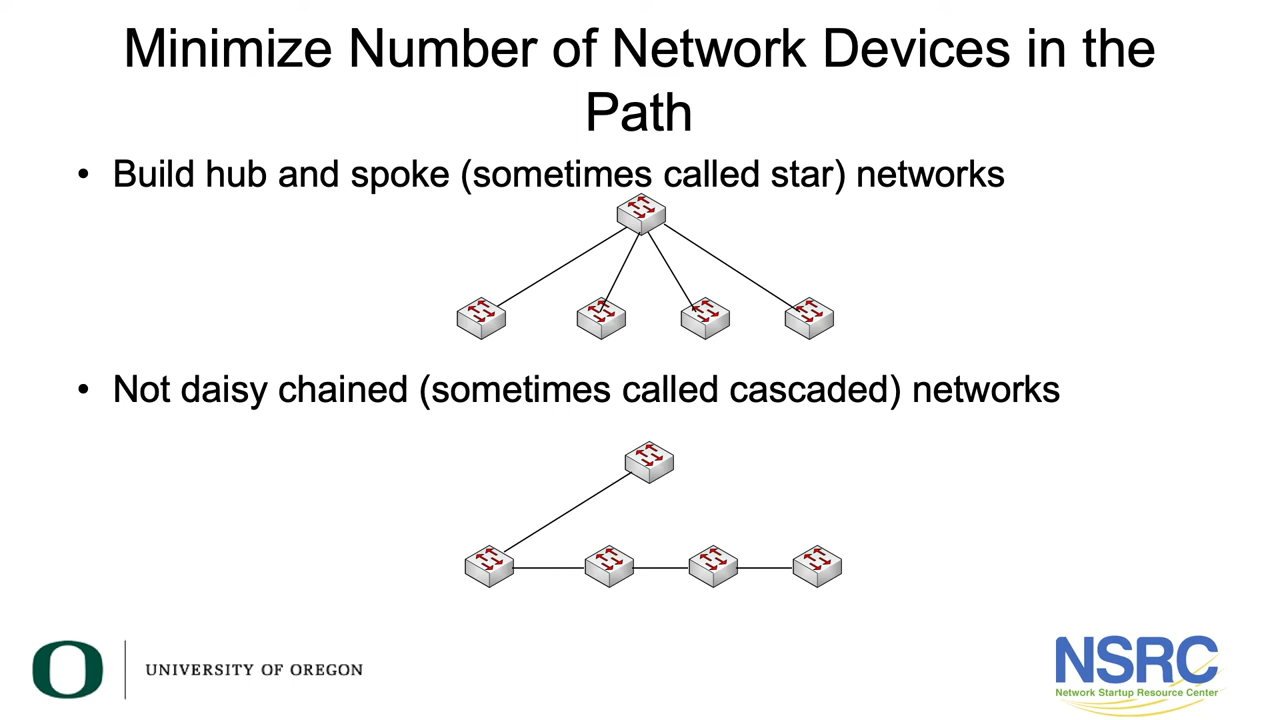 Minimize Number of Network Devices in the
Path
• Build hub and spoke (sometimes called star) networks
• Not daisy chained (sometimes called cascaded) networks
O
UNIVERSITY OF OREGON
NSRC
Network Startup Resource Center